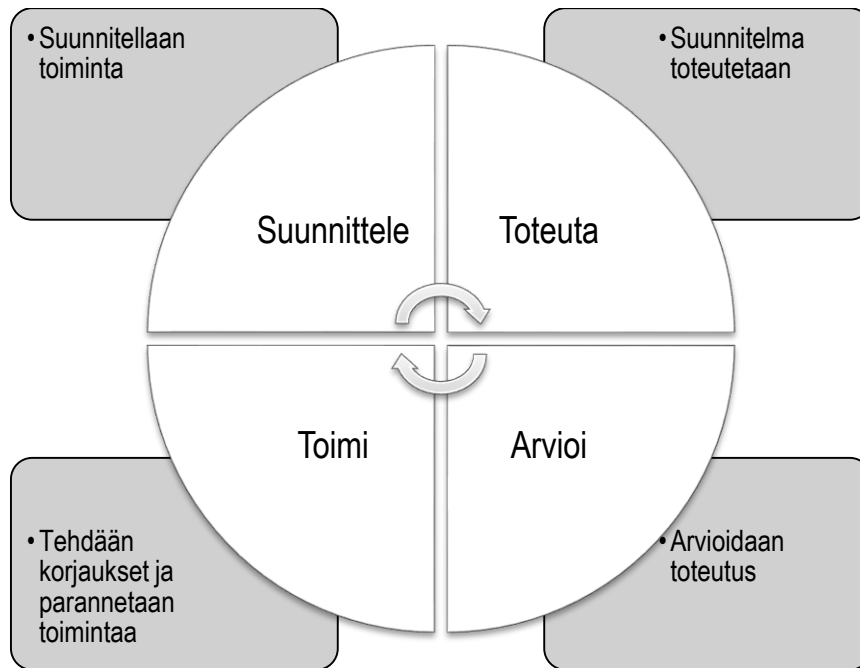 • Suunnitellaan
toiminta
• Suunnitelma
toteutetaan
Suunnittele
Toteuta
Toimi
Arvioi
• Tehdään
korjaukset ja
parannetaan
toimintaa
• Arvioidaan
toteutus